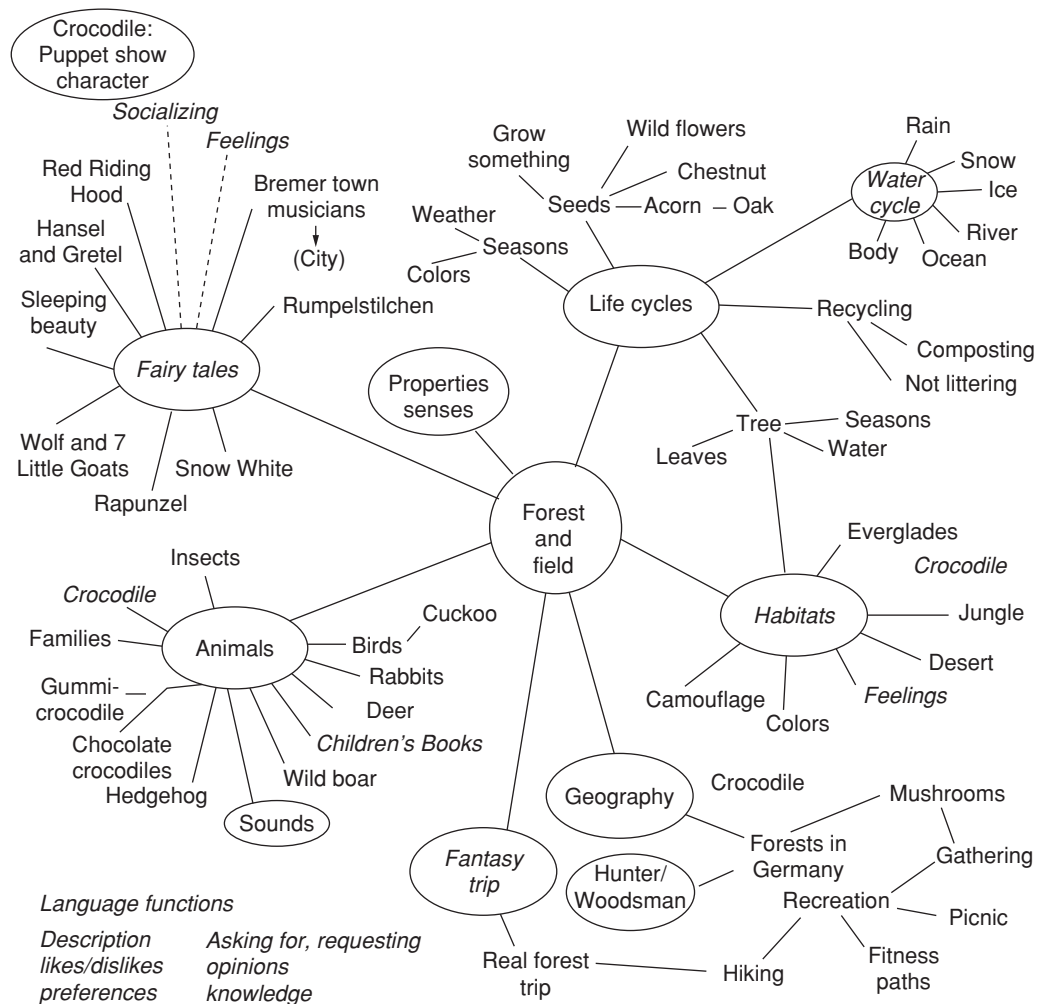 Crocodile:
Puppet show
character
Socializing
Feelings
Red Riding
Hood
Bremer town
musicians
(City)
Hansel
and Gretel
Sleeping
beauty
Rumpelstilchen
Fairy tales
Wolf and 7
Little Goats
Rapunzel
Snow White
Grow
something
Wild flowers
Chestnut
Seeds
Acorn – Oak
Weather
Seasons
Colors
Life cycles
Rain
Snow
Ice
Water
cycle
River
Ocean
Body
Recycling
Composting
Not littering
Tree
Seasons
Water
Leaves
Properties
senses
Forest
and
field
Insects
Crocodile
Families
Animals
Birds
Cuckoo
Rabbits
Deer
Gummi-
crocodile
Chocolate
crocodiles
Hedgehog
Children's Books
Wild boar
Sounds
Everglades
Crocodile
Habitats
Jungle
Desert
Feelings
Camouflage
Colors
Geography
Crocodile
Forests in
Germany
Mushrooms
Gathering
Hunter/
Woodsman
Recreation
Picnic
Fitness
paths
Hiking
Fantasy
trip
Real forest
trip
Language functions
Description
likes/dislikes
preferences
Asking for, requesting
opinions
knowledge